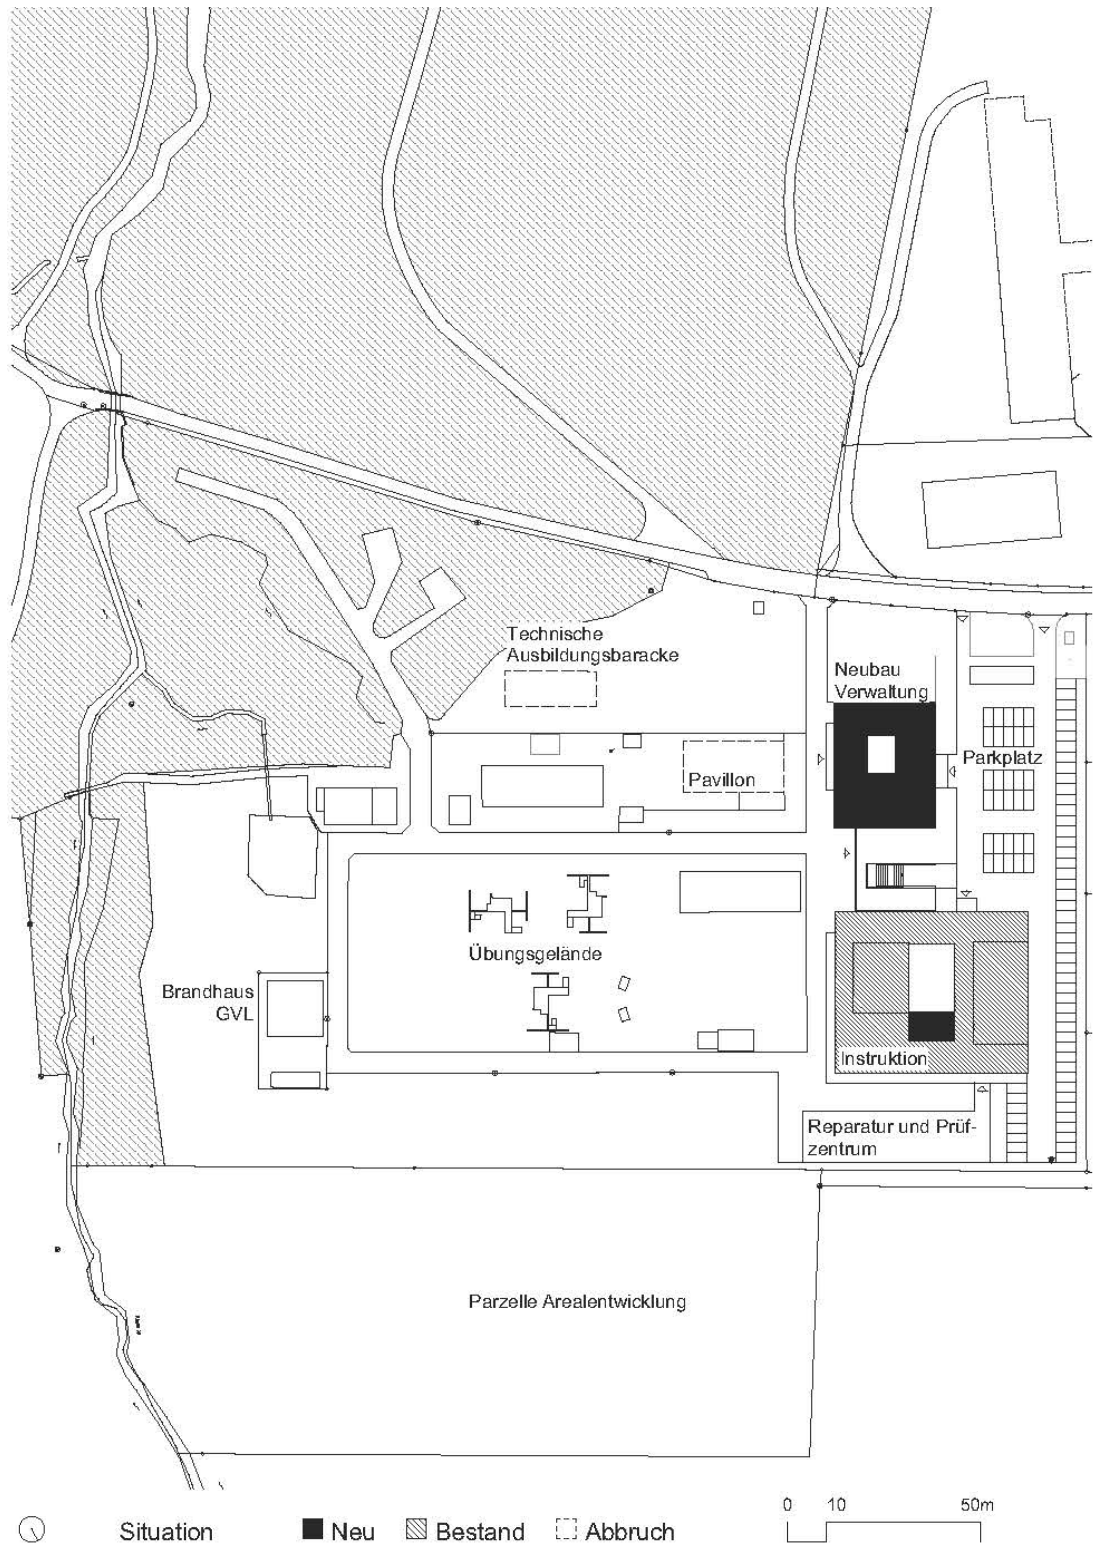 Technische
Ausbildungsbaracke
Neubau
Verwaltung
Parkplatz
Pavillon
Übungsgelände
Brandhaus
GVL
Instruktion
Reparatur und Prüf-
zentrum
Parzelle Arealentwicklung
0 10 50m
Situation Neu Bestand Abbruch